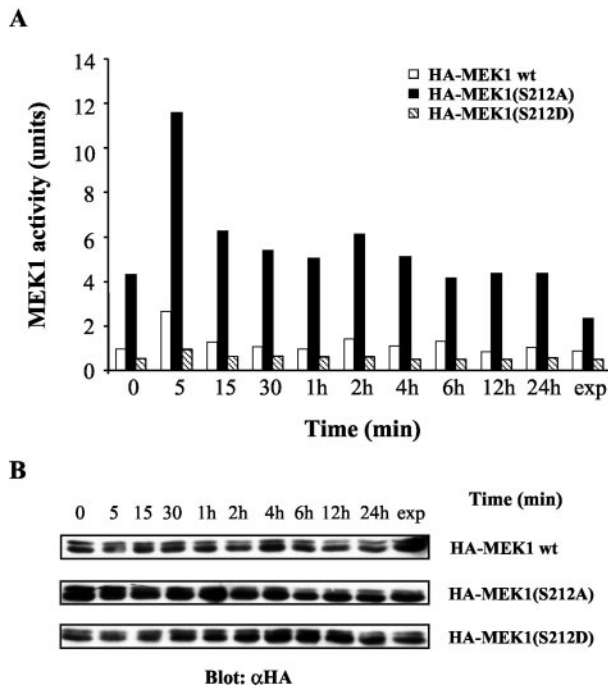 A
14
12
10
8
6
4
2
0
MEK1 activity (units)
HA-MEK1 wt
HA-MEK1(S212A)
HA-MEK1(S212D)
0 5 15 30 1h 2h 4h 6h 12h 24h exp
Time (min)
B
0 5 15 30 1h 2h 4h 6h 12h 24h exp Time (min)
HA-MEK1 wt
HA-MEK1(S212A)
HA-MEK1(S212D)
Blot: αHA